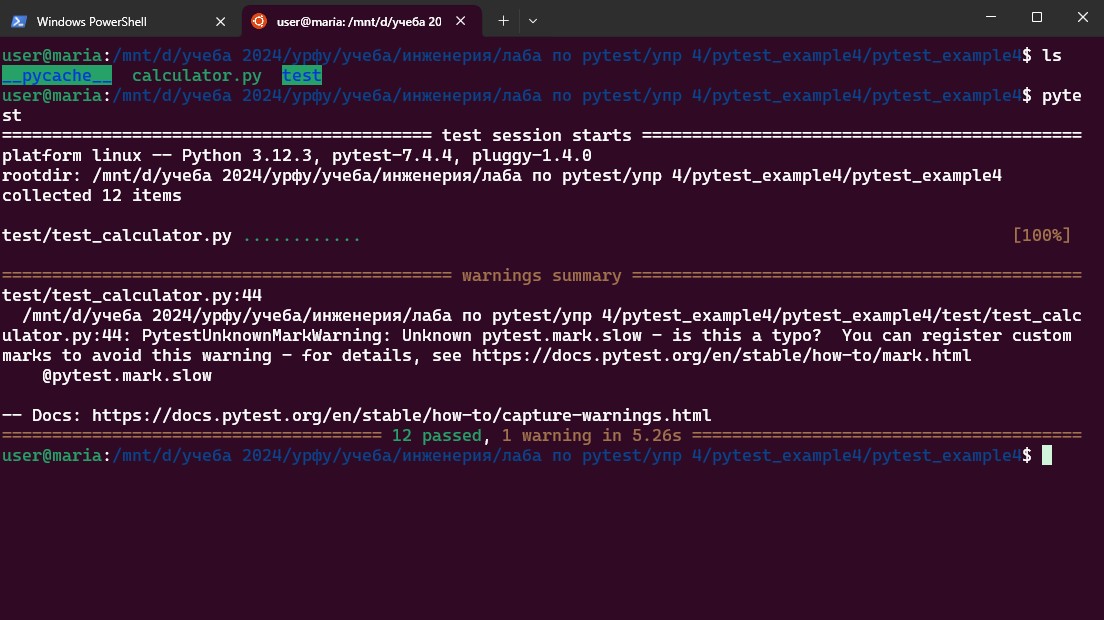 Windows PowerShell
user@maria: /mnt/d/учеба 20
user@maria:/mnt/d/учеба 2024/урфу/учеба/инженерия/лаба по pytest/упр 4/pytest_example4/pytest_example4$ ls
__pycache__  calculator.py  test
user@maria:/mnt/d/учеба 2024/урфу/учеба/инженерия/лаба по pytest/упр 4/pytest_example4/pytest_example4$ pyte
st
=========================================== test session starts ============================================
platform linux -- Python 3.12.3, pytest-7.4.4, pluggy-1.4.0
rootdir: /mnt/d/учеба 2024/урфу/учеба/инженерия/лаба по pytest/упр 4/pytest_example4/pytest_example4
collected 12 items
test/test_calculator.py ............ [100%]
============================================= warnings summary =============================================
test/test_calculator.py:44
  /mnt/d/учеба 2024/урфу/учеба/инженерия/лаба по pytest/упр 4/pytest_example4/pytest_example4/test/test_calc
ulator.py:44: PytestUnknownMarkWarning: Unknown pytest.mark.slow - is this a typo?  You can register custom
marks to avoid this warning - for details, see https://docs.pytest.org/en/stable/how-to/mark.html
    @pytest.mark.slow
-- Docs: https://docs.pytest.org/en/stable/how-to/capture-warnings.html
====================================== 12 passed, 1 warning in 5.26s =======================================
user@maria:/mnt/d/учеба 2024/урфу/учеба/инженерия/лаба по pytest/упр 4/pytest_example4/pytest_example4$